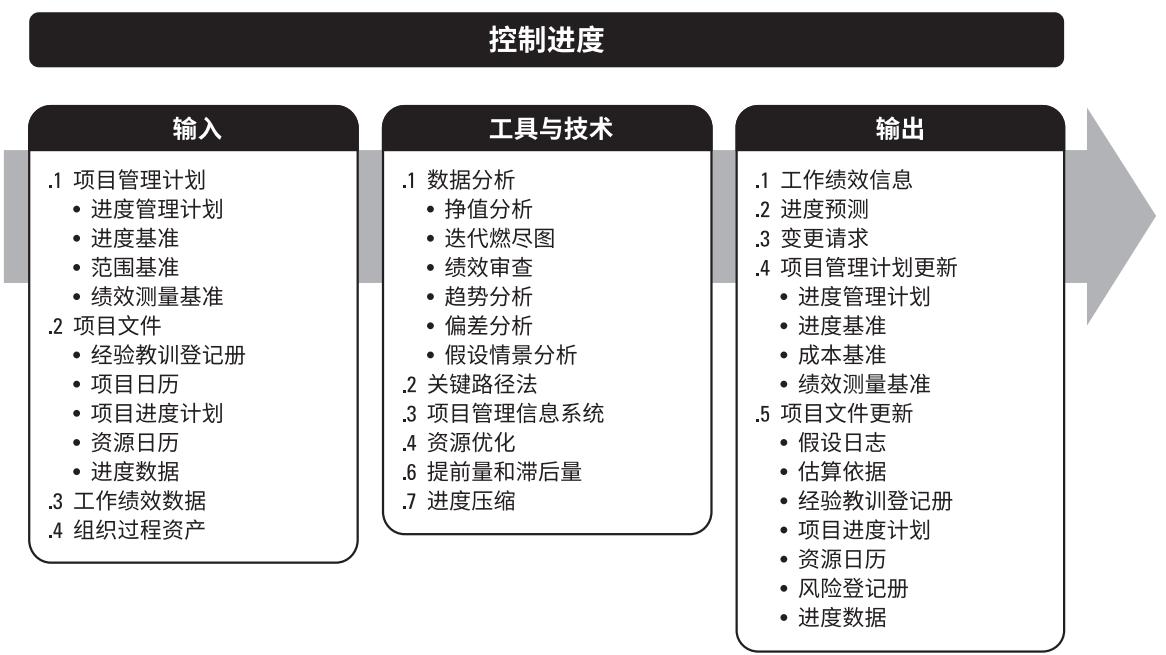 控制进度
输入
.1 项目管理计划
• 进度管理计划
• 进度基准
• 范围基准
• 绩效测量基准
.2 项目文件
• 经验教训登记册
• 项目日历
• 项目进度计划
• 资源日历
• 进度数据
.3 工作绩效数据
.4 组织过程资产
工具与技术
.1 数据分析
• 挣值分析
• 迭代燃尽图
• 绩效审查
• 趋势分析
• 偏差分析
• 假设情景分析
.2 关键路径法
.3 项目管理信息系统
.4 资源优化
.6 提前量和滞后量
.7 进度压缩
输出
.1 工作绩效信息
.2 进度预测
.3 变更请求
.4 项目管理计划更新
• 进度管理计划
• 进度基准
• 成本基准
• 绩效测量基准
.5 项目文件更新
• 假设日志
• 估算依据
• 经验教训登记册
• 项目进度计划
• 资源日历
• 风险登记册
• 进度数据